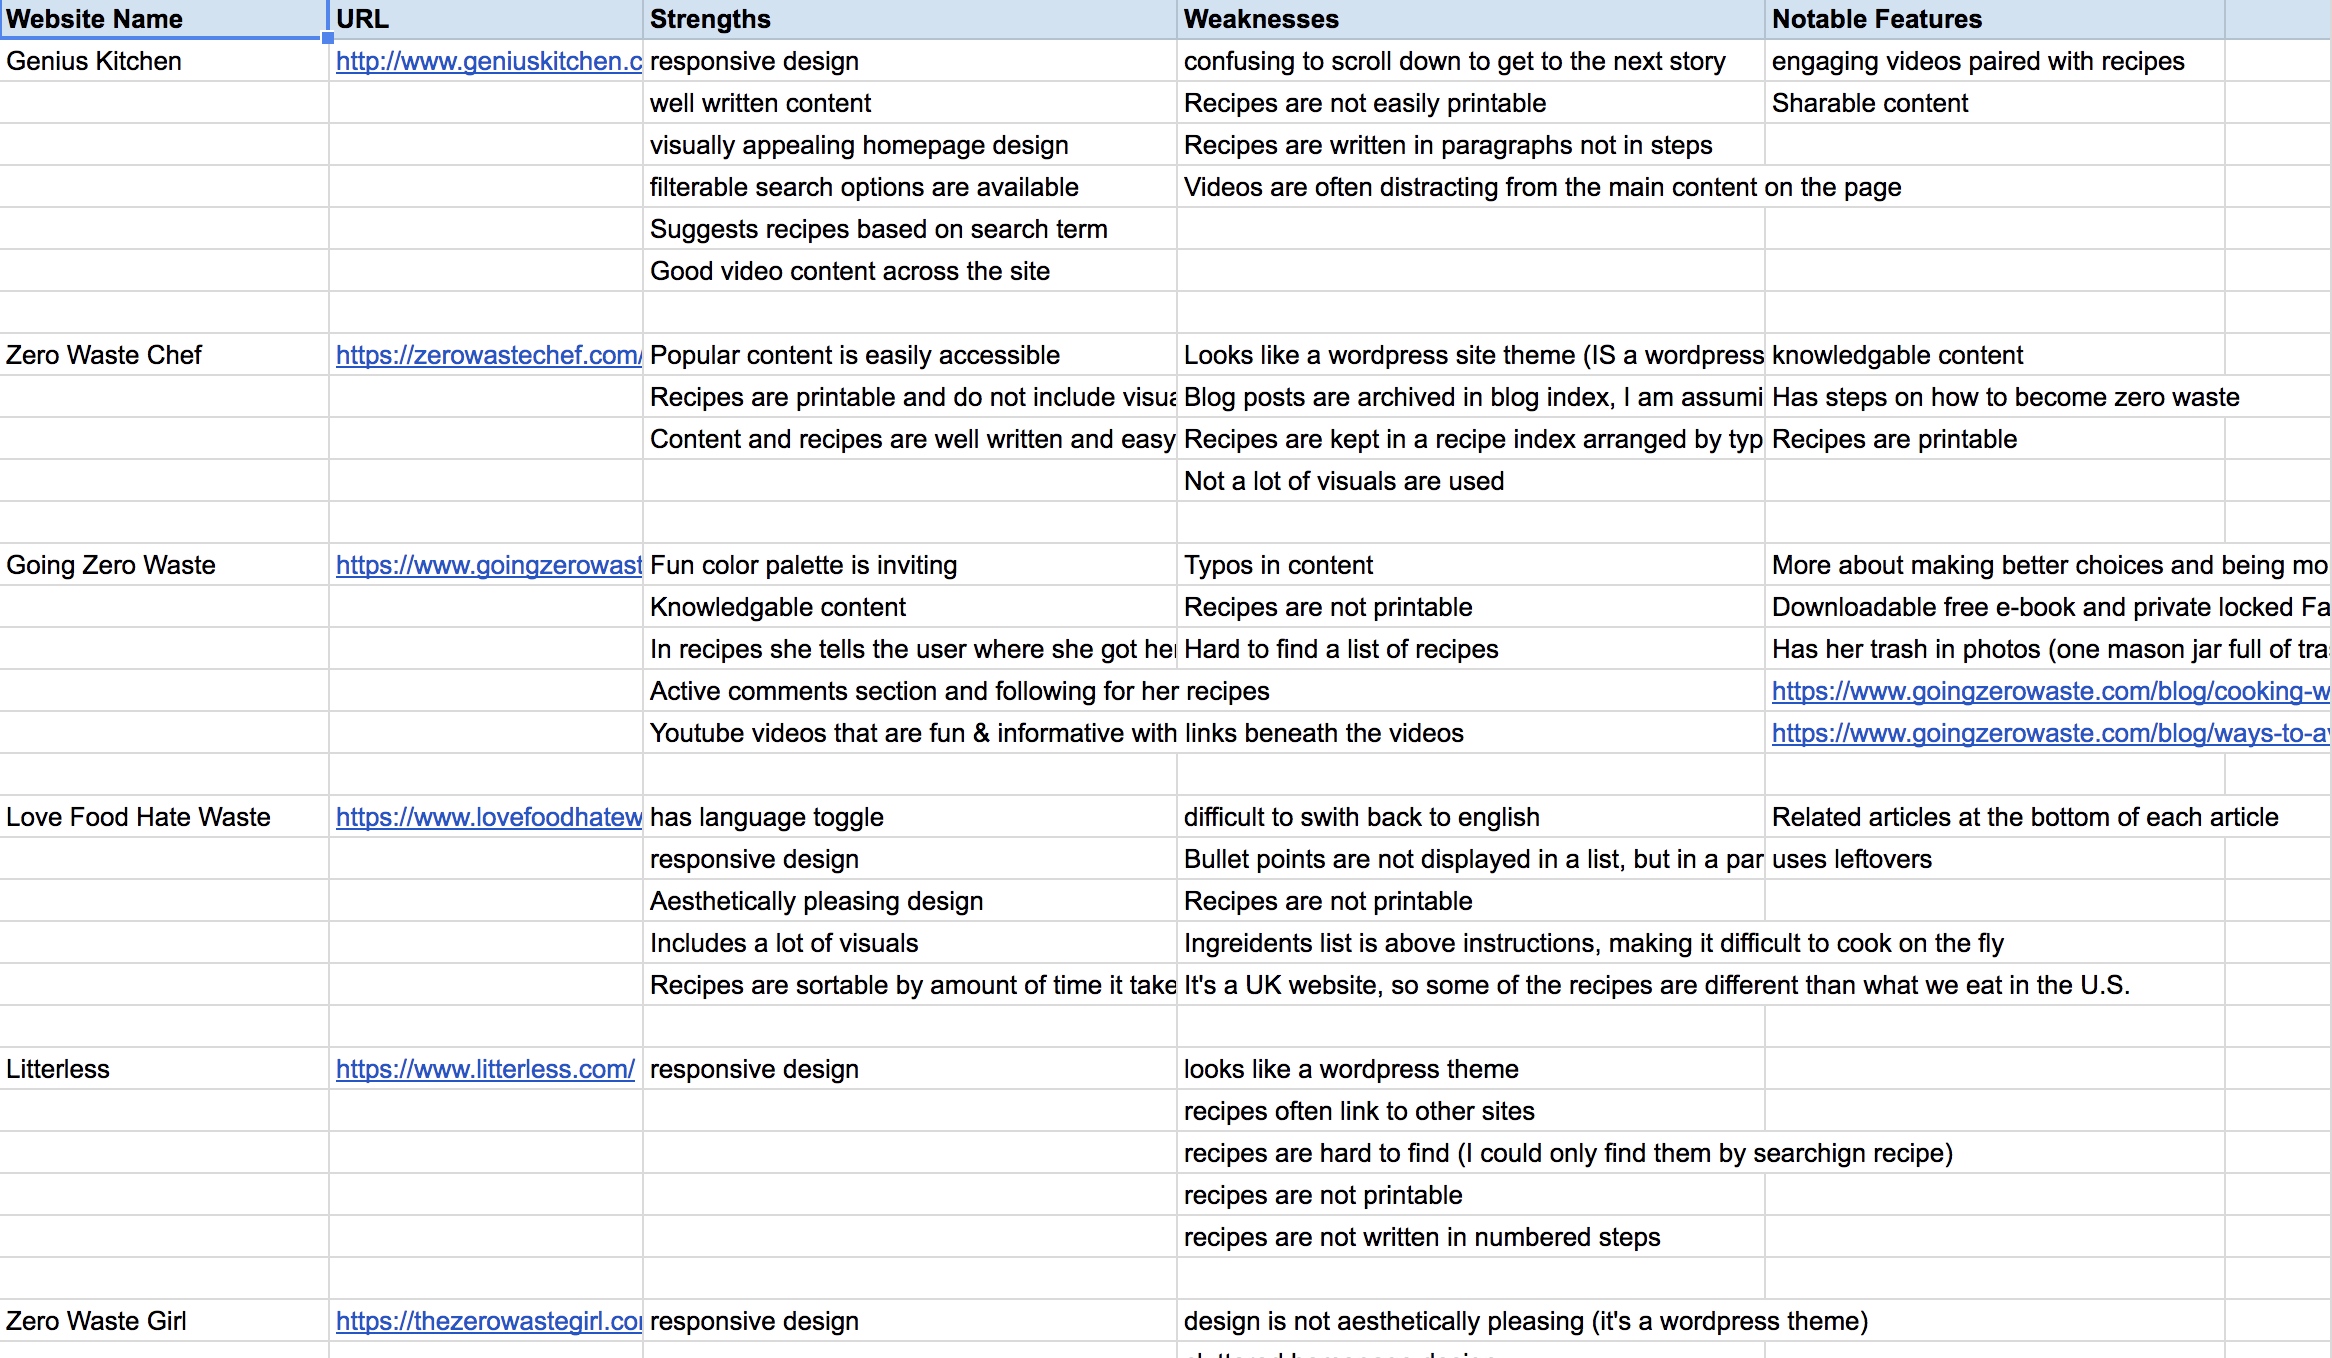 Website Name URL Strengths Weaknesses Notable Features
Genius Kitchen http://www.geniuskitchen.c responsive design confusing to scroll down to get to the next story engaging videos paired with recipes
well written content Recipes are not easily printable Sharable content
visually appealing homepage design Recipes are written in paragraphs not in steps
filterable search options are available Videos are often distracting from the main content on the page
Suggests recipes based on search term
Good video content across the site
Zero Waste Chef https://zerowastechef.com/ Popular content is easily accessible Looks like a wordpress site theme (IS a wordpress knowledgable content
Recipes are printable and do not include visua Blog posts are archived in blog index, I am assumi Has steps on how to become zero waste
Content and recipes are well written and easy Recipes are kept in a recipe index arranged by typ Recipes are printable
Not a lot of visuals are used
Going Zero Waste https://www.goingzerowast Fun color palette is inviting Typos in content More about making better choices and being mo
Knowledgable content Recipes are not printable Downloadable free e-book and private locked Fa
In recipes she tells the user where she got her Hard to find a list of recipes Has her trash in photos (one mason jar full of tra
Active comments section and following for her recipes https://www.goingzerowaste.com/blog/cooking-w
Youtube videos that are fun & informative with links beneath the videos https://www.goingzerowaste.com/blog/ways-to-a
Love Food Hate Waste https://www.lovefoodhatew has language toggle difficult to swith back to english Related articles at the bottom of each article
responsive design Bullet points are not displayed in a list, but in a par uses leftovers
Aesthetically pleasing design Recipes are not printable
Includes a lot of visuals Ingreidents list is above instructions, making it difficult to cook on the fly
Recipes are sortable by amount of time it take It's a UK website, so some of the recipes are different than what we eat in the U.S.
Litterless https://www.litterless.com/ responsive design looks like a wordpress theme
recipes often link to other sites
recipes are hard to find (I could only find them by searchign recipe)
recipes are not printable
recipes are not written in numbered steps
Zero Waste Girl https://thezerowastegirl.co responsive design design is not aesthetically pleasing (it's a wordpress theme)